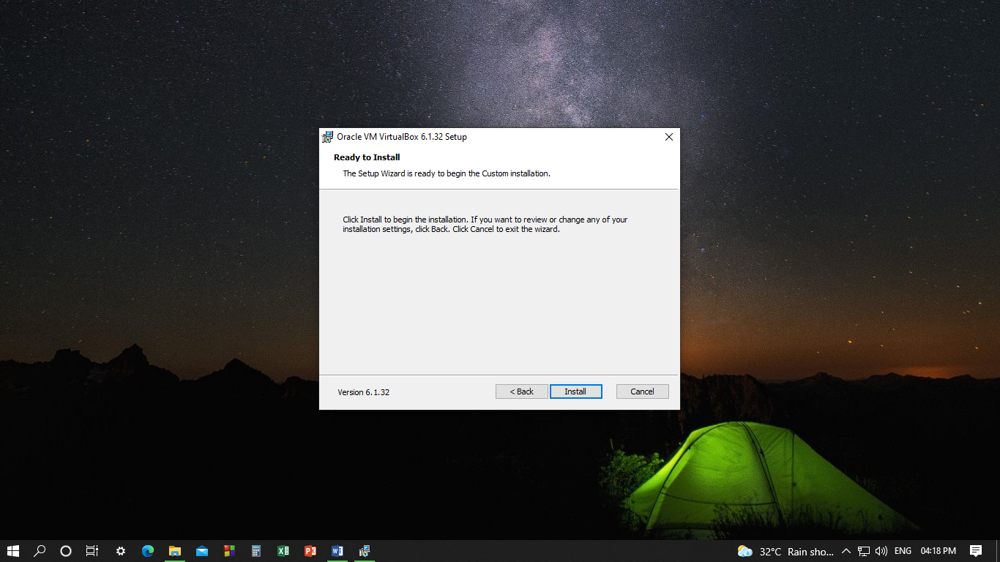 Oracle VM VirtualBox 6.1.32 Setup
Ready to Install
The Setup Wizard is ready to begin the Custom installation.
Click Install to begin the installation. If you want to review or change any of your
installation settings, click Back. Click Cancel to exit the wizard.
Version 6.1.32
< Back
Install
Cancel
32°C Rain sho...
ENG
04:18 PM